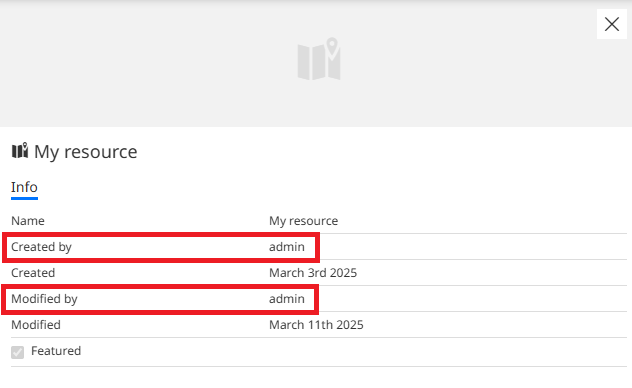 My resource
Info
Name My resource
Created by admin
Created March 3rd 2025
Modified by admin
Modified March 11th 2025
Featured